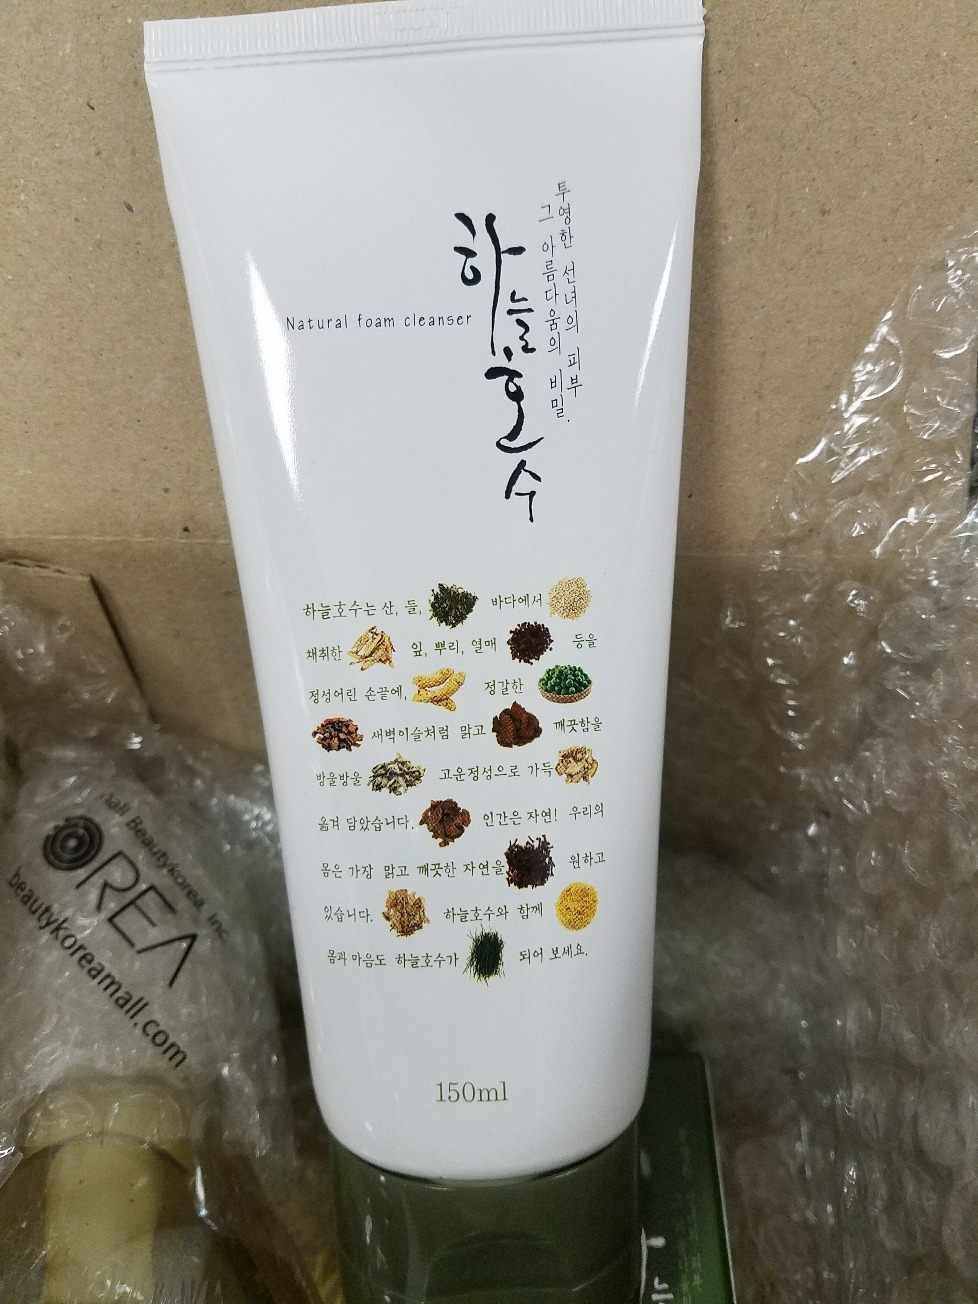 투영한 선녀의 피부
그 아름다움의 비밀.
하늘호수
Natural foam cleanser
하늘호수는 산, 들, 바다에서
채취한 잎, 뿌리, 열매 등을
정성어린 손끝에, 정갈한
새벽이슬처럼 맑고 깨끗함을
방울방울 고운정성으로 가득
옮겨 담았습니다. 인간은 자연! 우리의
몸은 가장 맑고 깨끗한 자연을 원하고
있습니다. 하늘호수와 함께
몸과 마음도 하늘호수가 되어 보세요.
150ml
mall Beautykorea, Inc
OREA
beautykoreamall.com
늘